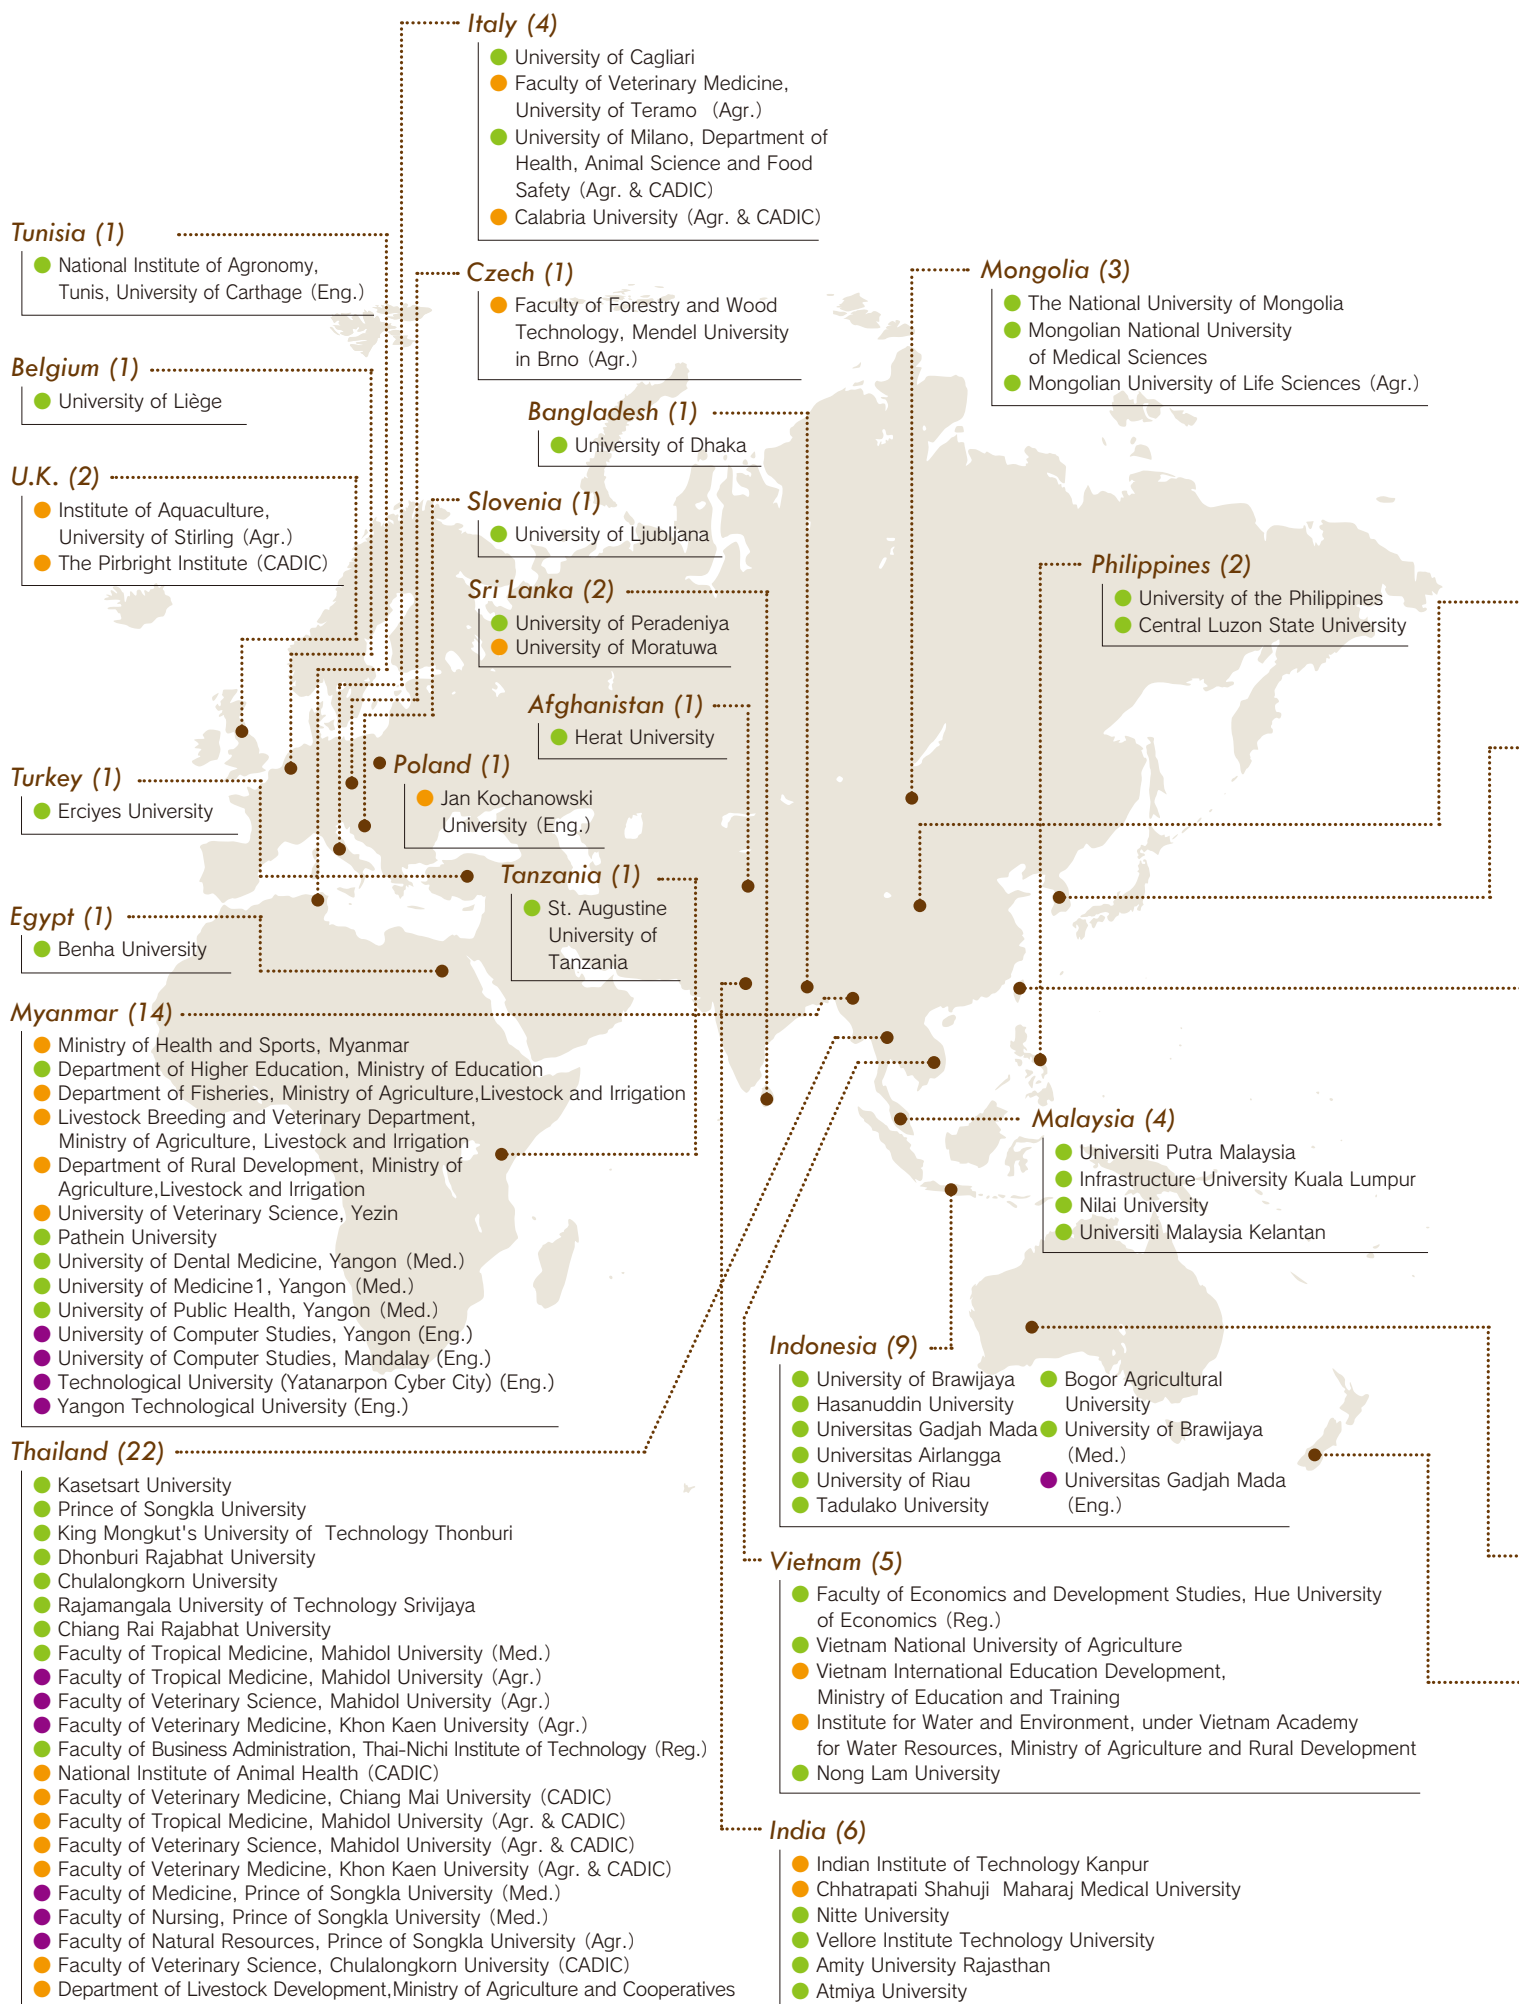 Italy (4)
University of Cagliari
Faculty of Veterinary Medicine,
University of Teramo (Agr.)
University of Milano, Department of
Health, Animal Science and Food
Safety (Agr. & CADIC)
Calabria University (Agr. & CADIC)
Tunisia (1)
National Institute of Agronomy,
Tunis, University of Carthage (Eng.)
Czech (1)
Faculty of Forestry and Wood
Technology, Mendel University
in Brno (Agr.)
Mongolia (3)
The National University of Mongolia
Mongolian National University
of Medical Sciences
Mongolian University of Life Sciences (Agr.)
Belgium (1)
University of Liège
Bangladesh (1)
University of Dhaka
U.K. (2)
Institute of Aquaculture,
University of Stirling (Agr.)
The Pirbright Institute (CADIC)
Slovenia (1)
University of Ljubljana
Philippines (2)
University of the Philippines
Central Luzon State University
Sri Lanka (2)
University of Peradeniya
University of Moratuwa
Afghanistan (1)
Herat University
Turkey (1)
Erciyes University
Poland (1)
Jan Kochanowski
University (Eng.)
Tanzania (1)
St. Augustine
University of
Tanzania
Egypt (1)
Benha University
Myanmar (14)
Ministry of Health and Sports, Myanmar
Department of Higher Education, Ministry of Education
Department of Fisheries, Ministry of Agriculture,Livestock and Irrigation
Livestock Breeding and Veterinary Department,
Ministry of Agriculture, Livestock and Irrigation
Department of Rural Development, Ministry of
Agriculture,Livestock and Irrigation
University of Veterinary Science, Yezin
Pathein University
University of Dental Medicine, Yangon (Med.)
University of Medicine1, Yangon (Med.)
University of Public Health, Yangon (Med.)
University of Computer Studies, Yangon (Eng.)
University of Computer Studies, Mandalay (Eng.)
Technological University (Yatanarpon Cyber City) (Eng.)
Yangon Technological University (Eng.)
Malaysia (4)
Universiti Putra Malaysia
Infrastructure University Kuala Lumpur
Nilai University
Universiti Malaysia Kelantan
Indonesia (9)
University of Brawijaya
Hasanuddin University
Universitas Gadjah Mada
Universitas Airlangga
University of Riau
Tadulako University
Bogor Agricultural
University
University of Brawijaya
(Med.)
Universitas Gadjah Mada
(Eng.)
Thailand (22)
Kasetsart University
Prince of Songkla University
King Mongkut's University of Technology Thonburi
Dhonburi Rajabhat University
Chulalongkorn University
Rajamangala University of Technology Srivijaya
Chiang Rai Rajabhat University
Faculty of Tropical Medicine, Mahidol University (Med.)
Faculty of Tropical Medicine, Mahidol University (Agr.)
Faculty of Veterinary Science, Mahidol University (Agr.)
Faculty of Veterinary Medicine, Khon Kaen University (Agr.)
Faculty of Business Administration, Thai-Nichi Institute of Technology (Reg.)
National Institute of Animal Health (CADIC)
Faculty of Veterinary Medicine, Chiang Mai University (CADIC)
Faculty of Tropical Medicine, Mahidol University (Agr. & CADIC)
Faculty of Veterinary Science, Mahidol University (Agr. & CADIC)
Faculty of Veterinary Medicine, Khon Kaen University (Agr. & CADIC)
Faculty of Medicine, Prince of Songkla University (Med.)
Faculty of Nursing, Prince of Songkla University (Med.)
Faculty of Natural Resources, Prince of Songkla University (Agr.)
Faculty of Veterinary Science, Chulalongkorn University (CADIC)
Department of Livestock Development,Ministry of Agriculture and Cooperatives
Vietnam (5)
Faculty of Economics and Development Studies, Hue University
of Economics (Reg.)
Vietnam National University of Agriculture
Vietnam International Education Development,
Ministry of Education and Training
Institute for Water and Environment, under Vietnam Academy
for Water Resources, Ministry of Agriculture and Rural Development
Nong Lam University
India (6)
Indian Institute of Technology Kanpur
Chhatrapati Shahuji Maharaj Medical University
Nitte University
Vellore Institute Technology University
Amity University Rajasthan
Atmiya University